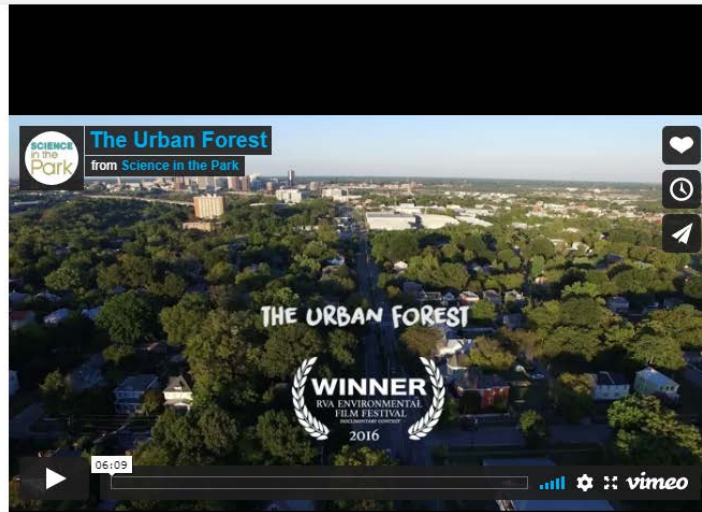 SCIENCE
in the
Park
The Urban Forest
from Science in the Park
THE URBAN FOREST
WINNER
RVA ENVIRONMENTAL
FILM FESTIVAL
DOCUMENTARY CONTEST
2016
06:09
vimeo